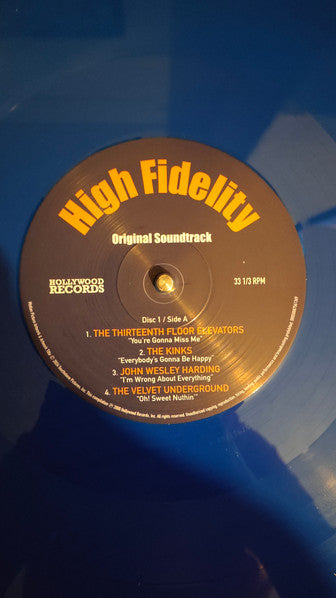 High Fidelity
Original Soundtrack
HOLLYWOOD
RECORDS
33 1/3 RPM
Disc 1 / Side A
1. THE THIRTEENTH FLOOR ELEVATORS
"You're Gonna Miss Me"
2. THE KINKS
"Everybody's Gonna Be Happy"
3. JOHN WESLEY HARDING
"I'm Wrong About Everything"
4. THE VELVET UNDERGROUND
"Oh! Sweet Nuthin"